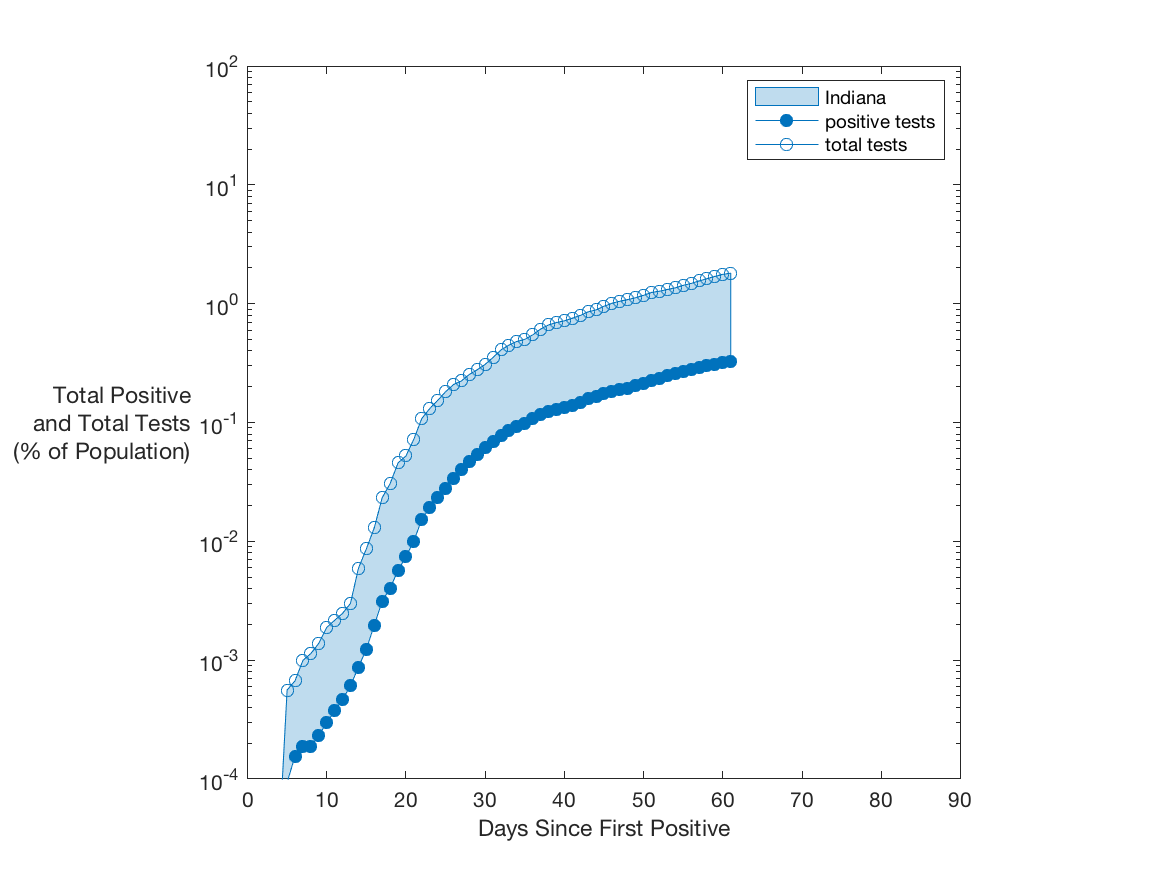 10^2
10^1
10^0
10^-1
10^-2
10^-3
10^-4
Total Positive
and Total Tests
(% of Population)
Indiana
positive tests
total tests
0 10 20 30 40 50 60 70 80 90
Days Since First Positive